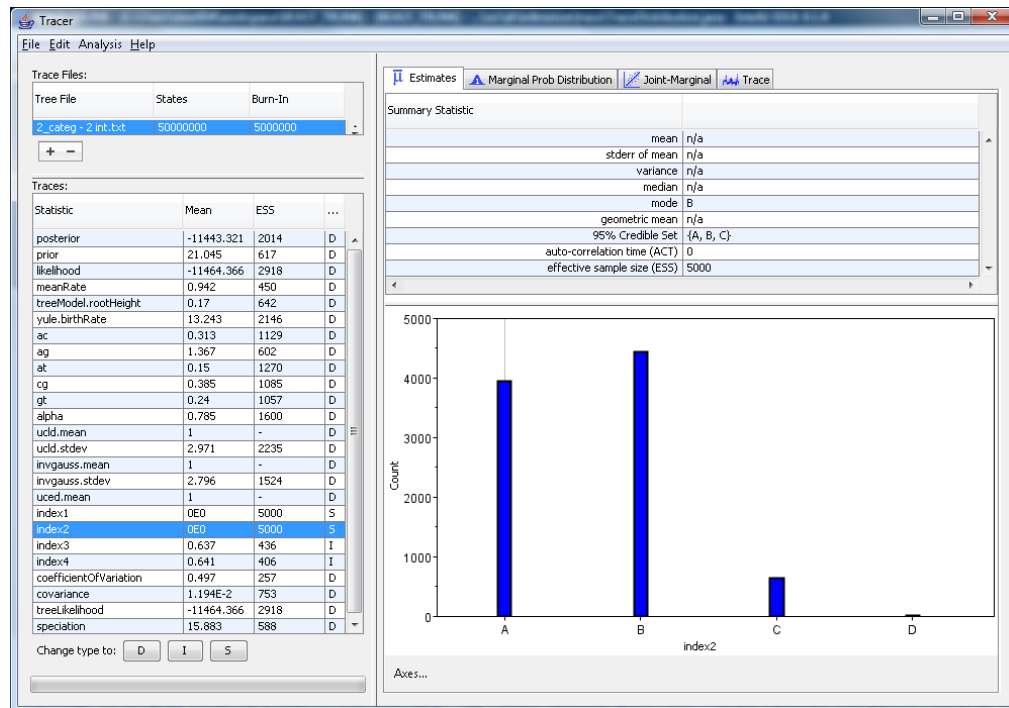 Tracer
File Edit Analysis Help
Trace Files:
Tree File States Burn-In
2_categ - 2 int.txt 50000000 5000000
+ −
Traces:
Statistic Mean ESS ...
posterior -11443.321 2014 D
prior 21.045 617 D
likelihood -11464.366 2918 D
meanRate 0.942 450 D
treeModel.rootHeight 0.17 642 D
yule.birthRate 13.243 2146 D
ac 0.313 1129 D
ag 1.367 602 D
at 0.15 1270 D
cg 0.385 1085 D
gt 0.24 1057 D
alpha 0.785 1600 D
ucld.mean 1 - D
ucld.stdev 2.971 2235 D
invgauss.mean 1 - D
invgauss.stdev 2.796 1524 D
uced.mean 1 - D
index1 0E0 5000 S
index2 0E0 5000 S
index3 0.637 436 I
index4 0.641 406 I
coefficientOfVariation 0.497 257 D
covariance 1.194E-2 753 D
treeLikelihood -11464.366 2918 D
speciation 15.883 588 D
Change type to: D I S
μ Estimates Marginal Prob Distribution Joint-Marginal Trace
Summary Statistic
mean n/a
stderr of mean n/a
variance n/a
median n/a
mode B
geometric mean n/a
95% Credible Set {A, B, C}
auto-correlation time (ACT) 0
effective sample size (ESS) 5000
5000
4000
3000
2000
1000
0
Count
A B C D
index2
Axes...